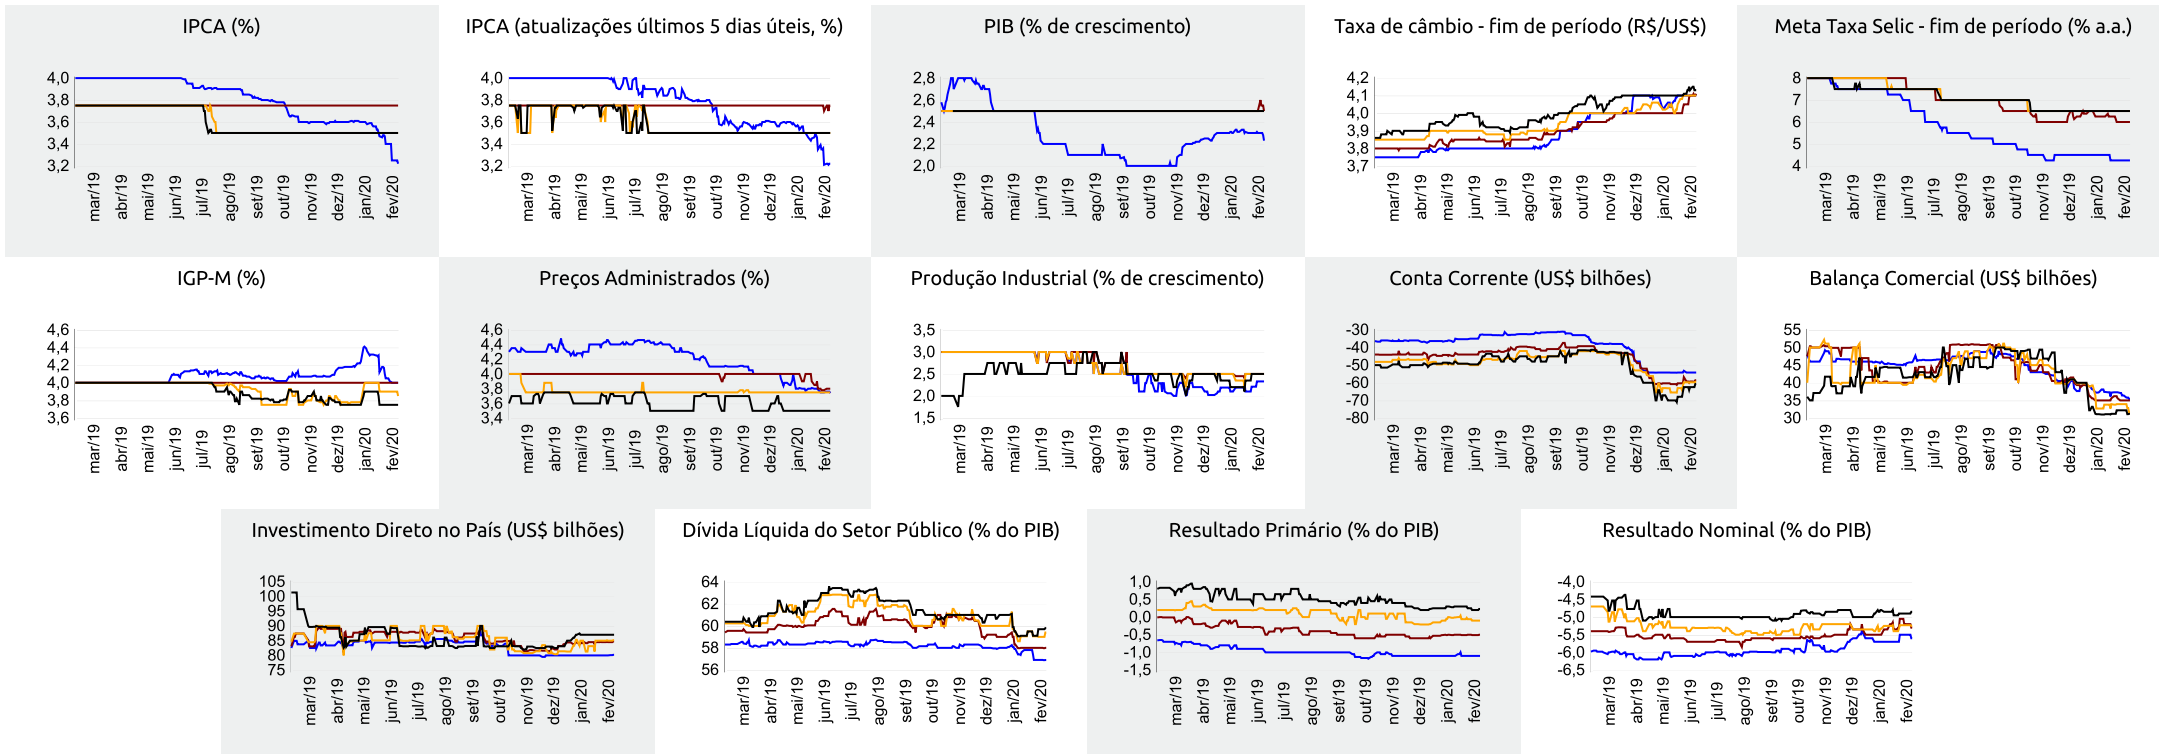 IPCA (%)
4,0
3,8
3,6
3,4
3,2
mar/19 abr/19 mai/19 jun/19 jul/19 ago/19 set/19 out/19 nov/19 dez/19 jan/20 fev/20
IPCA (atualizações últimos 5 dias úteis, %)
4,0
3,8
3,6
3,4
3,2
mar/19 abr/19 mai/19 jun/19 jul/19 ago/19 set/19 out/19 nov/19 dez/19 jan/20 fev/20
PIB (% de crescimento)
2,8
2,6
2,4
2,2
2,0
mar/19 abr/19 mai/19 jun/19 jul/19 ago/19 set/19 out/19 nov/19 dez/19 jan/20 fev/20
Taxa de câmbio - fim de período (R$/US$)
4,2
4,1
4,0
3,9
3,8
3,7
mar/19 abr/19 mai/19 jun/19 jul/19 ago/19 set/19 out/19 nov/19 dez/19 jan/20 fev/20
Meta Taxa Selic - fim de período (% a.a.)
8
7
6
5
4
mar/19 abr/19 mai/19 jun/19 jul/19 ago/19 set/19 out/19 nov/19 dez/19 jan/20 fev/20
IGP-M (%)
4,6
4,4
4,2
4,0
3,8
3,6
mar/19 abr/19 mai/19 jun/19 jul/19 ago/19 set/19 out/19 nov/19 dez/19 jan/20 fev/20
Preços Administrados (%)
4,6
4,4
4,2
4,0
3,8
3,6
3,4
mar/19 abr/19 mai/19 jun/19 jul/19 ago/19 set/19 out/19 nov/19 dez/19 jan/20 fev/20
Produção Industrial (% de crescimento)
3,5
3,0
2,5
2,0
1,5
mar/19 abr/19 mai/19 jun/19 jul/19 ago/19 set/19 out/19 nov/19 dez/19 jan/20 fev/20
Conta Corrente (US$ bilhões)
-30
-40
-50
-60
-70
-80
mar/19 abr/19 mai/19 jun/19 jul/19 ago/19 set/19 out/19 nov/19 dez/19 jan/20 fev/20
Balança Comercial (US$ bilhões)
55
50
45
40
35
30
mar/19 abr/19 mai/19 jun/19 jul/19 ago/19 set/19 out/19 nov/19 dez/19 jan/20 fev/20
Investimento Direto no País (US$ bilhões)
105
100
95
90
85
80
75
mar/19 abr/19 mai/19 jun/19 jul/19 ago/19 set/19 out/19 nov/19 dez/19 jan/20 fev/20
Dívida Líquida do Setor Público (% do PIB)
64
62
60
58
56
mar/19 abr/19 mai/19 jun/19 jul/19 ago/19 set/19 out/19 nov/19 dez/19 jan/20 fev/20
Resultado Primário (% do PIB)
1,0
0,5
0,0
-0,5
-1,0
-1,5
mar/19 abr/19 mai/19 jun/19 jul/19 ago/19 set/19 out/19 nov/19 dez/19 jan/20 fev/20
Resultado Nominal (% do PIB)
-4,0
-4,5
-5,0
-5,5
-6,0
-6,5
mar/19 abr/19 mai/19 jun/19 jul/19 ago/19 set/19 out/19 nov/19 dez/19 jan/20 fev/20